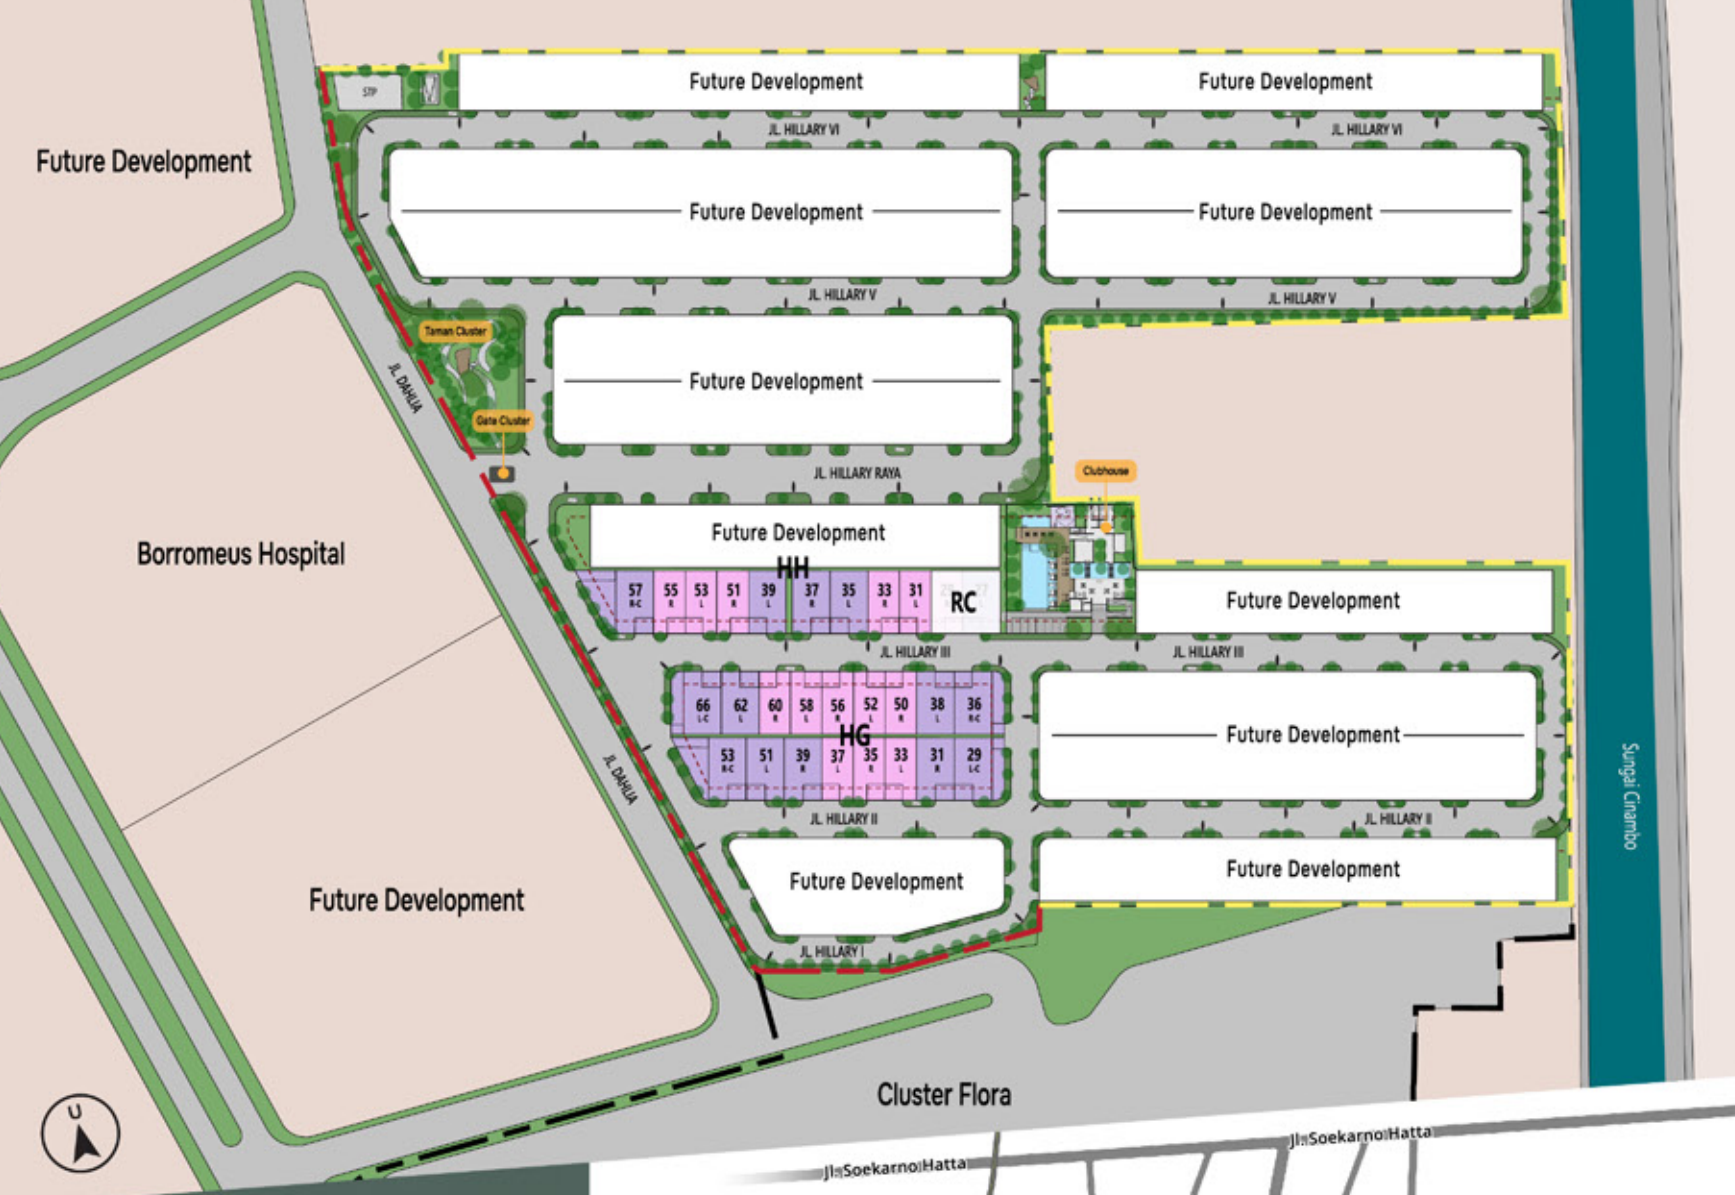 Future Development
Future Development
STP
JL. HILLARY VI
JL. HILLARY VI
Future Development
Future Development
Future Development
JL. HILLARY V
JL. HILLARY V
Taman Cluster
Future Development
JL. DAHLIA
Gate Cluster
JL. HILLARY RAYA
Clubhouse
Future Development
Borromeus Hospital
HH
57 55 53 51 39 37 35 33 31
R-C R L R L R L R L
RC
Future Development
JL. HILLARY III
JL. HILLARY III
66 62 60 58 56 52 50 38 36
L-C L R L R L R L R-C
HG
Future Development
53 51 39 37 35 33 31 29
R-C L R L R L R L-C
JL. DAHLIA
Sungai Cinambo
JL. HILLARY II
JL. HILLARY II
Future Development
Future Development
Future Development
JL. HILLARY I
Cluster Flora
U
Jl. Soekarno Hatta
Jl. Soekarno Hatta